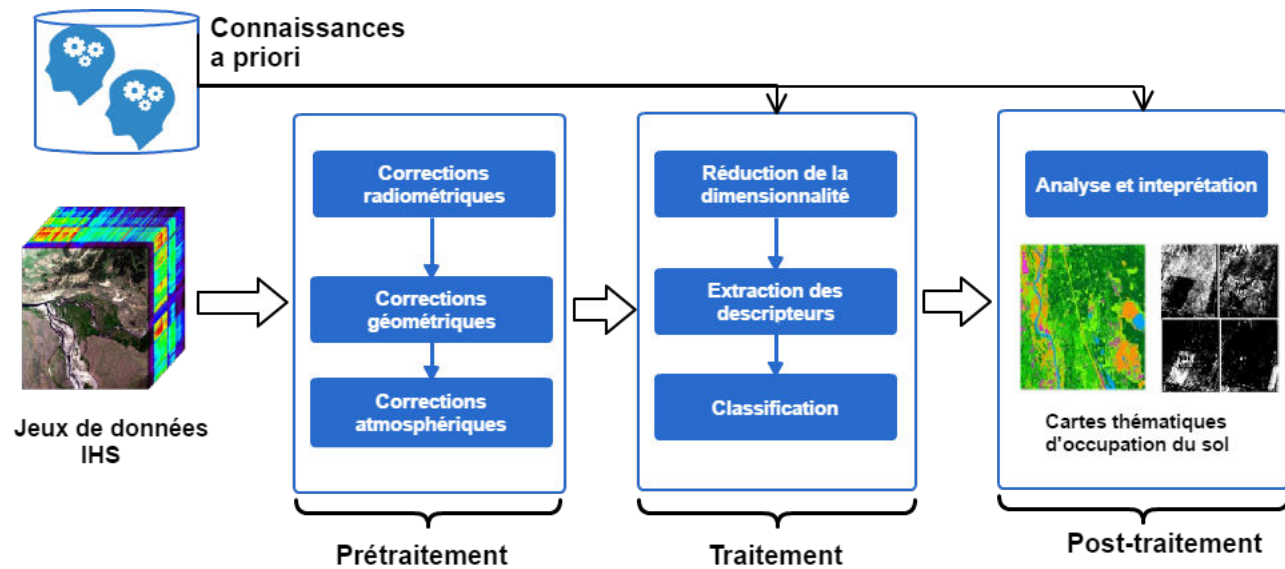 Connaissances
a priori
Corrections
radiométriques
Corrections
géométriques
Corrections
atmosphériques
Réduction de la
dimensionnalité
Extraction des
descripteurs
Classification
Analyse et inteprétation
Cartes thématiques
d'occupation du sol
Jeux de données
IHS
Prétraitement
Traitement
Post-traitement